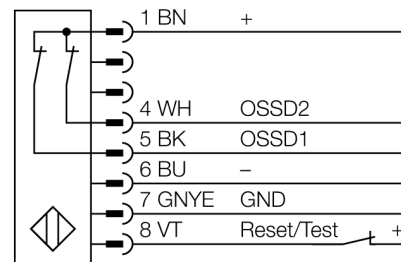 1 BN +
4 WH OSSD2
5 BK OSSD1
6 BU –
7 GNYE GND
8 VT Reset/Test +